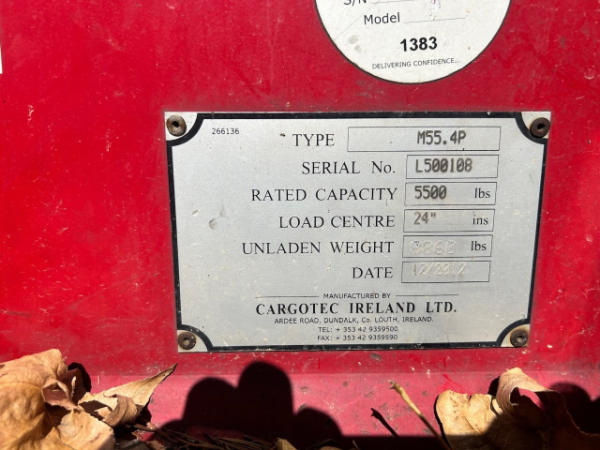 S/N
Model
1383
DELIVERING CONFIDENCE...
266136
TYPE M55.4P
SERIAL No. L500108
RATED CAPACITY 5500 lbs
LOAD CENTRE 24" ins
UNLADEN WEIGHT lbs
DATE
MANUFACTURED BY
CARGOTEC IRELAND LTD.
ARDEE ROAD, DUNDALK, Co. LOUTH, IRELAND.
TEL: + 353 42 9359500
FAX: + 353 42 9359590